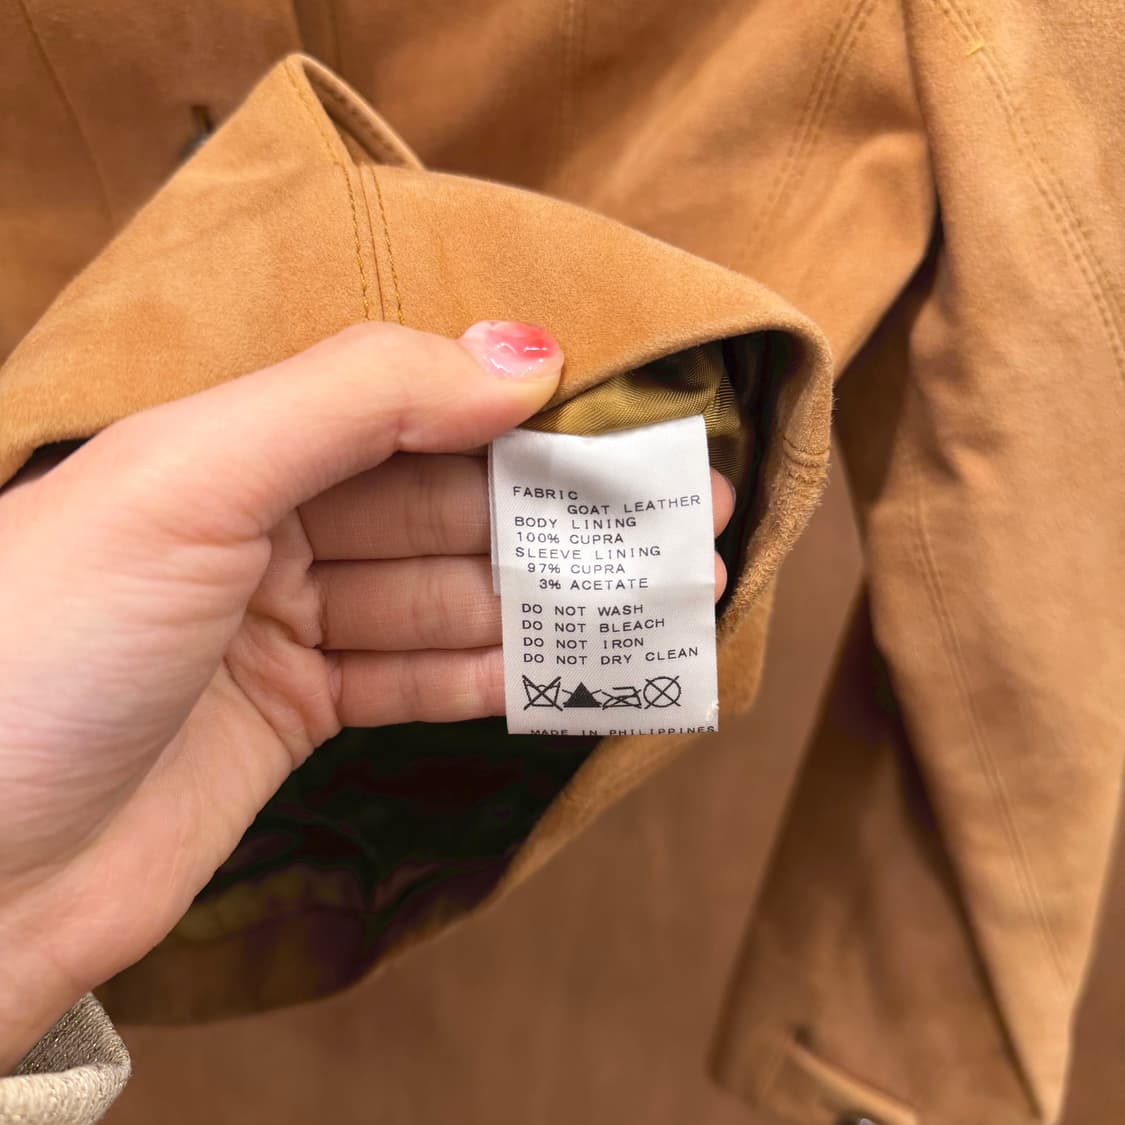 FABRIC
GOAT LEATHER
BODY LINING
100% CUPRA
SLEEVE LINING
97% CUPRA
3% ACETATE
DO NOT WASH
DO NOT BLEACH
DO NOT IRON
DO NOT DRY CLEAN
MADE IN PHILIPPINES